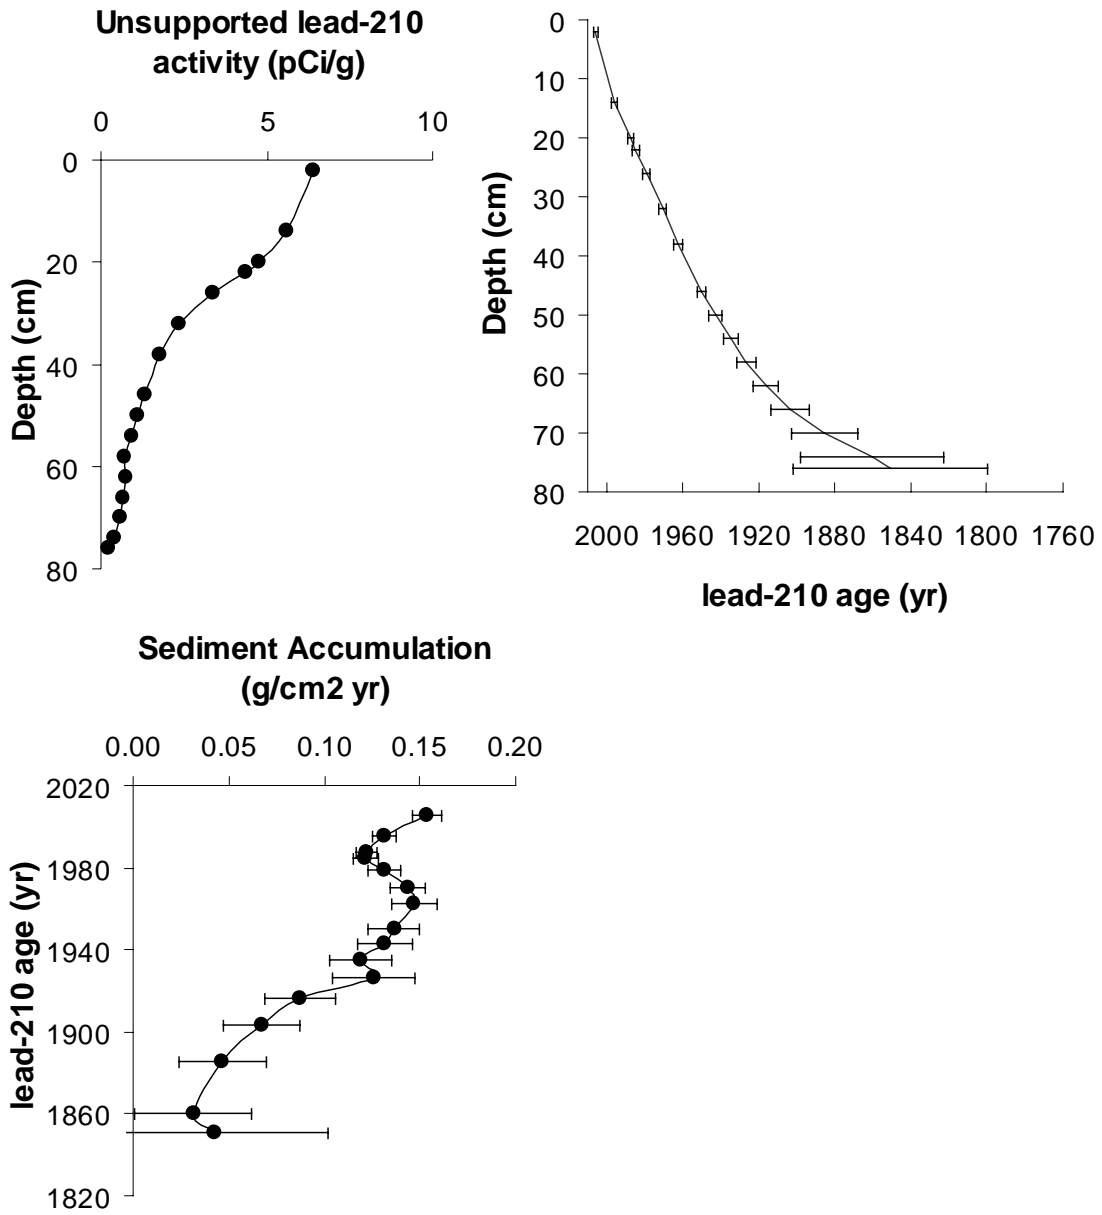 Unsupported lead-210
activity (pCi/g)
0 5 10
0
20
40
60
80
Depth (cm)
0
10
20
30
40
50
60
70
80
Depth (cm)
2000 1960 1920 1880 1840 1800 1760
lead-210 age (yr)
Sediment Accumulation
(g/cm2 yr)
0.00 0.05 0.10 0.15 0.20
2020
1980
1940
1900
1860
1820
lead-210 age (yr)